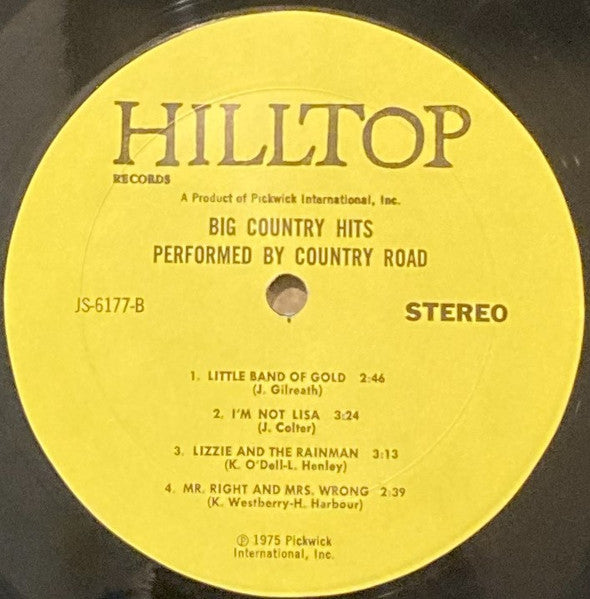 HILLTOP
RECORDS
A Product of Pickwick International, Inc.
BIG COUNTRY HITS
PERFORMED BY COUNTRY ROAD
JS-6177-B
STEREO
1. LITTLE BAND OF GOLD 2:46
(J. Gilreath)
2. I'M NOT LISA 3:24
(J. Colter)
3. LIZZIE AND THE RAINMAN 3:13
(K. O'Dell-L. Henley)
4. MR. RIGHT AND MRS. WRONG 2:39
(K. Westberry-H. Harbour)
℗ 1975 Pickwick
International, Inc.